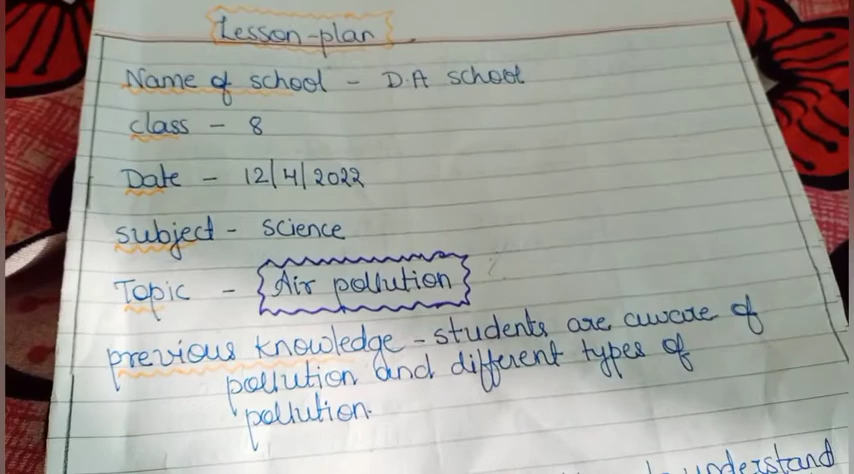 Lesson-plan
Name of school - D.A school
class - 8
Date - 12/4/2022
subject - science
Topic - Air pollution
previous knowledge - students are aware of
pollution and different types of
pollution.
understand